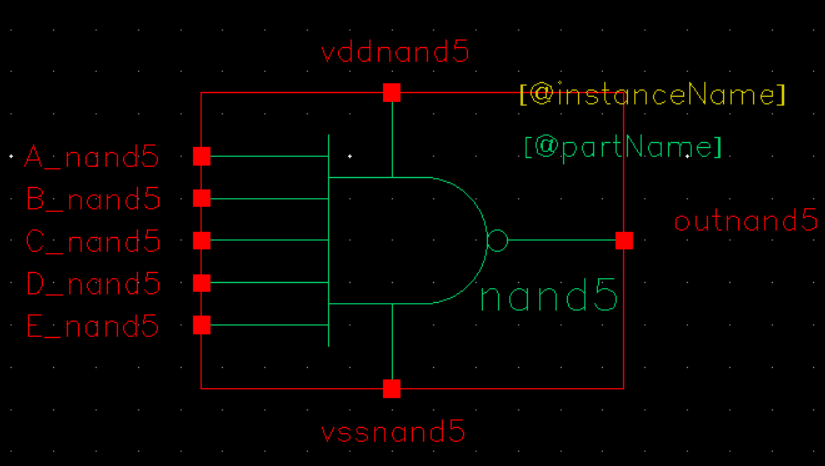 vddnand5
[@instanceName]
[@partName]
A_nand5
B_nand5
C_nand5
outnand5
D_nand5
nand5
E_nand5
vssnand5